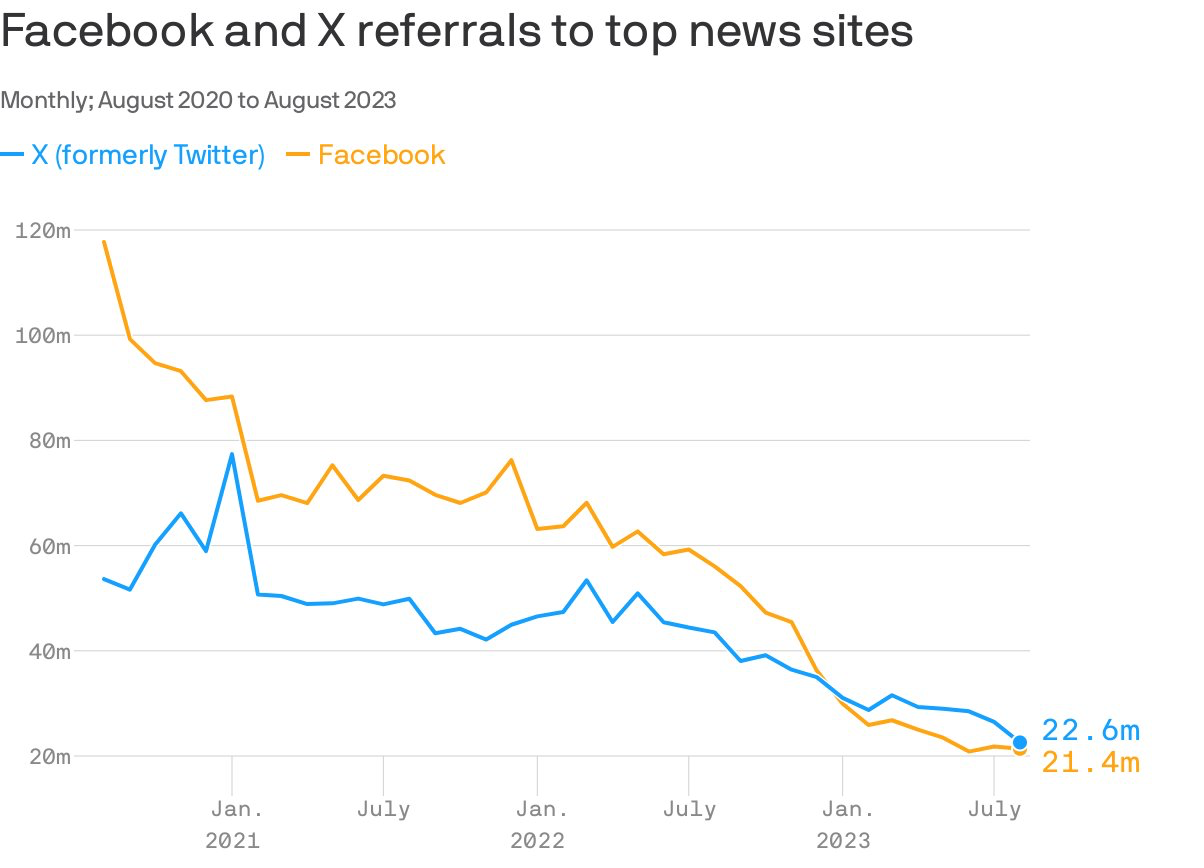 Facebook and X referrals to top news sites
Monthly; August 2020 to August 2023
X (formerly Twitter) Facebook
120m
100m
80m
60m
40m
20m
22.6m
21.4m
Jan. July Jan. July Jan. July
2021 2022 2023